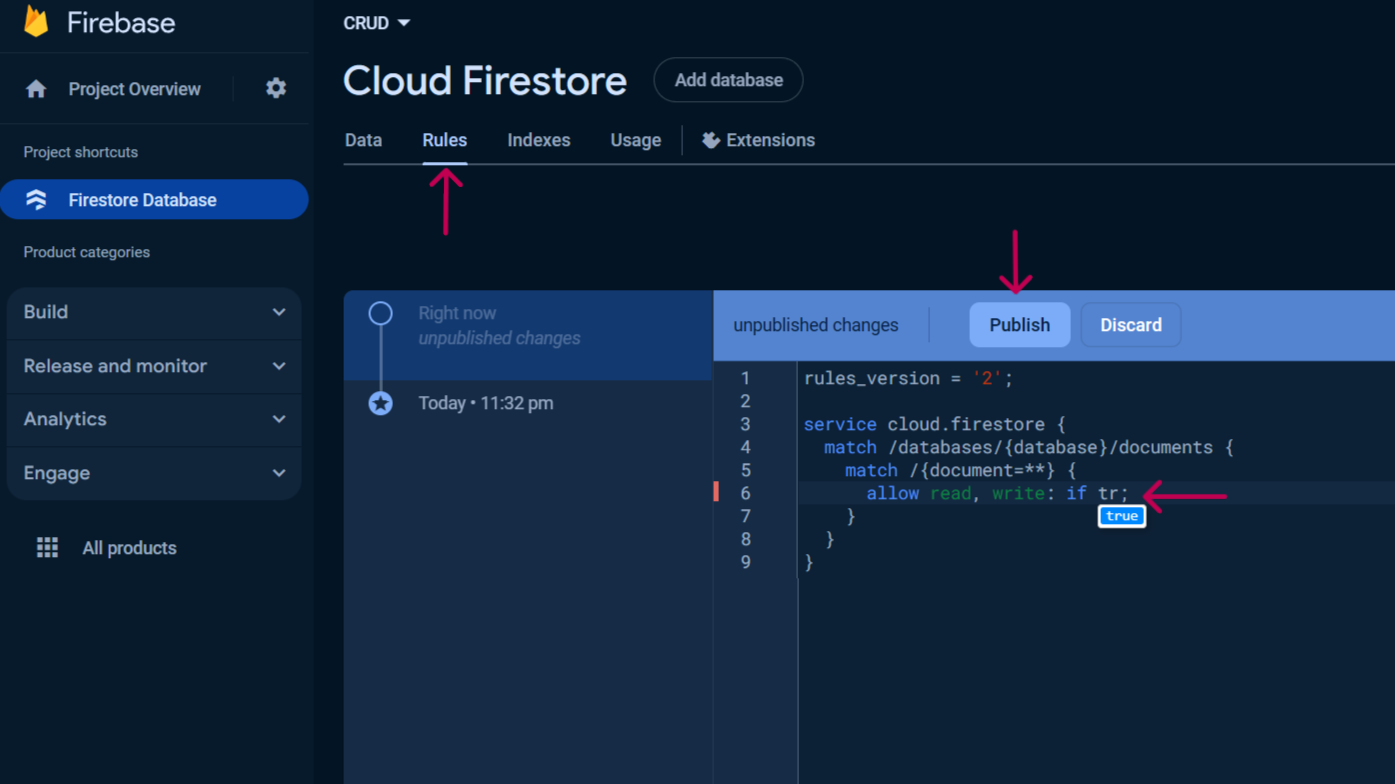 Firebase
Project Overview
Project shortcuts
Firestore Database
Product categories
Build
Release and monitor
Analytics
Engage
All products
CRUD
Cloud Firestore
Add database
Data Rules Indexes Usage Extensions
Right now
unpublished changes
Today • 11:32 pm
unpublished changes Publish Discard
1 rules_version = '2';
2
3 service cloud.firestore {
4   match /databases/{database}/documents {
5     match /{document=**} {
6       allow read, write: if tr;
true
7     }
8   }
9 }